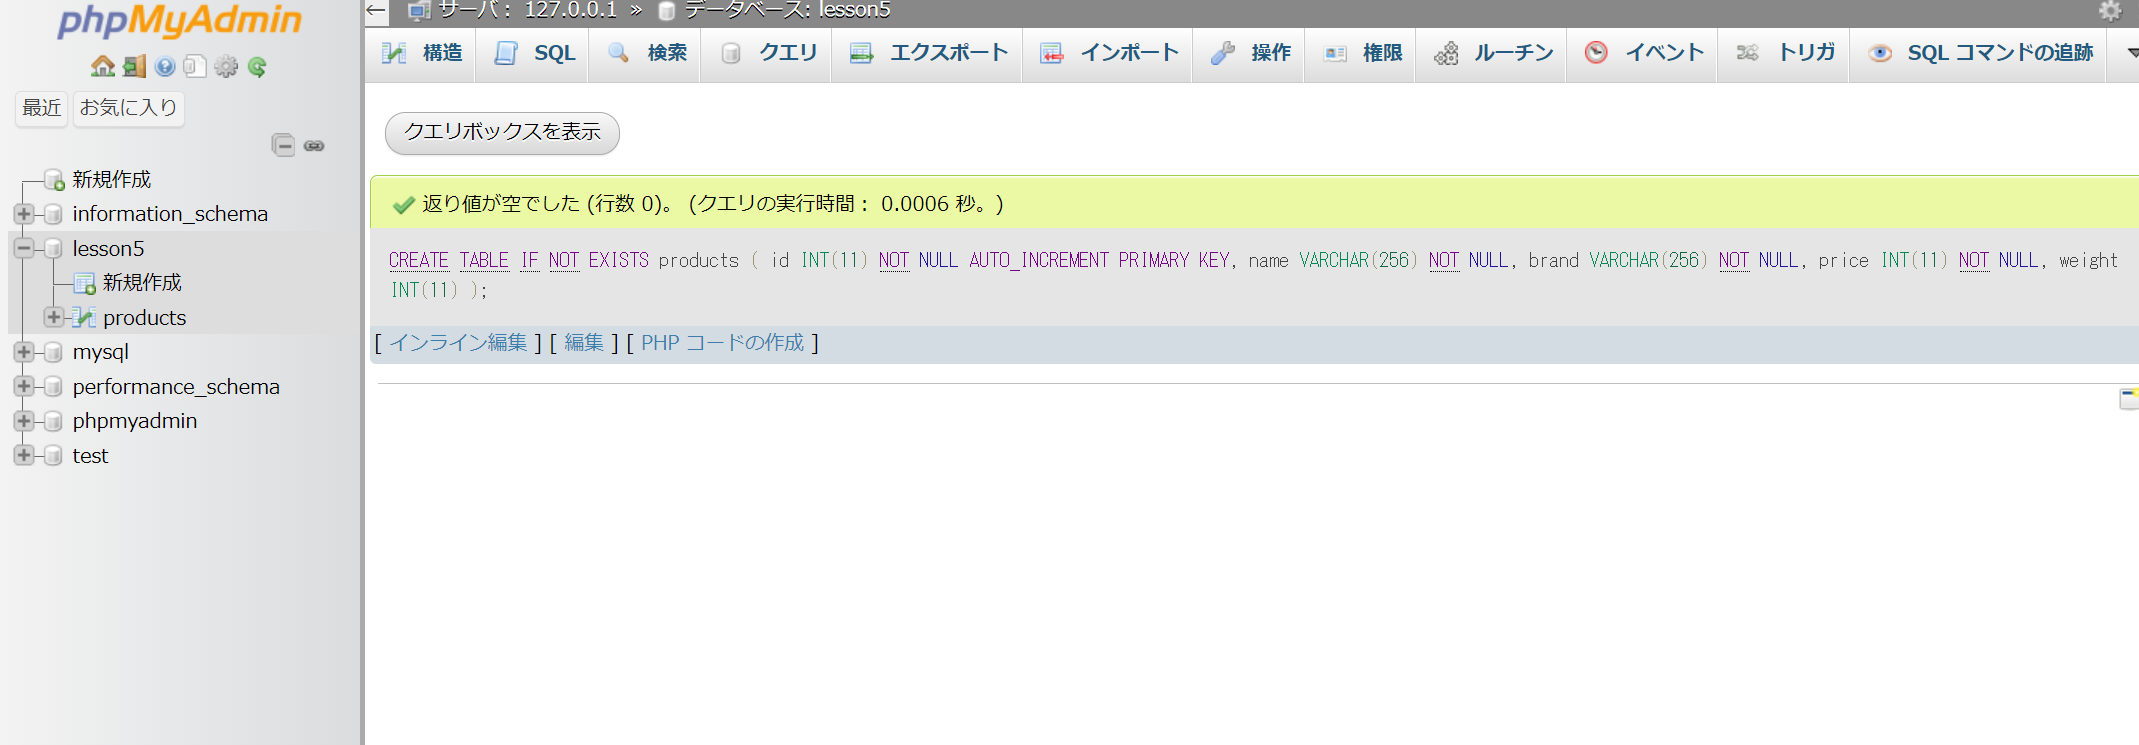 phpMyAdmin
最近 お気に入り
新規作成
information_schema
lesson5
新規作成
products
mysql
performance_schema
phpmyadmin
test
← サーバ: 127.0.0.1 » データベース: lesson5
構造 SQL 検索 クエリ エクスポート インポート 操作 権限 ルーチン イベント トリガ SQL コマンドの追跡
クエリボックスを表示
返り値が空でした (行数 0)。 (クエリの実行時間: 0.0006 秒。)
CREATE TABLE IF NOT EXISTS products ( id INT(11) NOT NULL AUTO_INCREMENT PRIMARY KEY, name VARCHAR(256) NOT NULL, brand VARCHAR(256) NOT NULL, price INT(11) NOT NULL, weight
INT(11) );
[ インライン編集 ] [ 編集 ] [ PHP コードの作成 ]